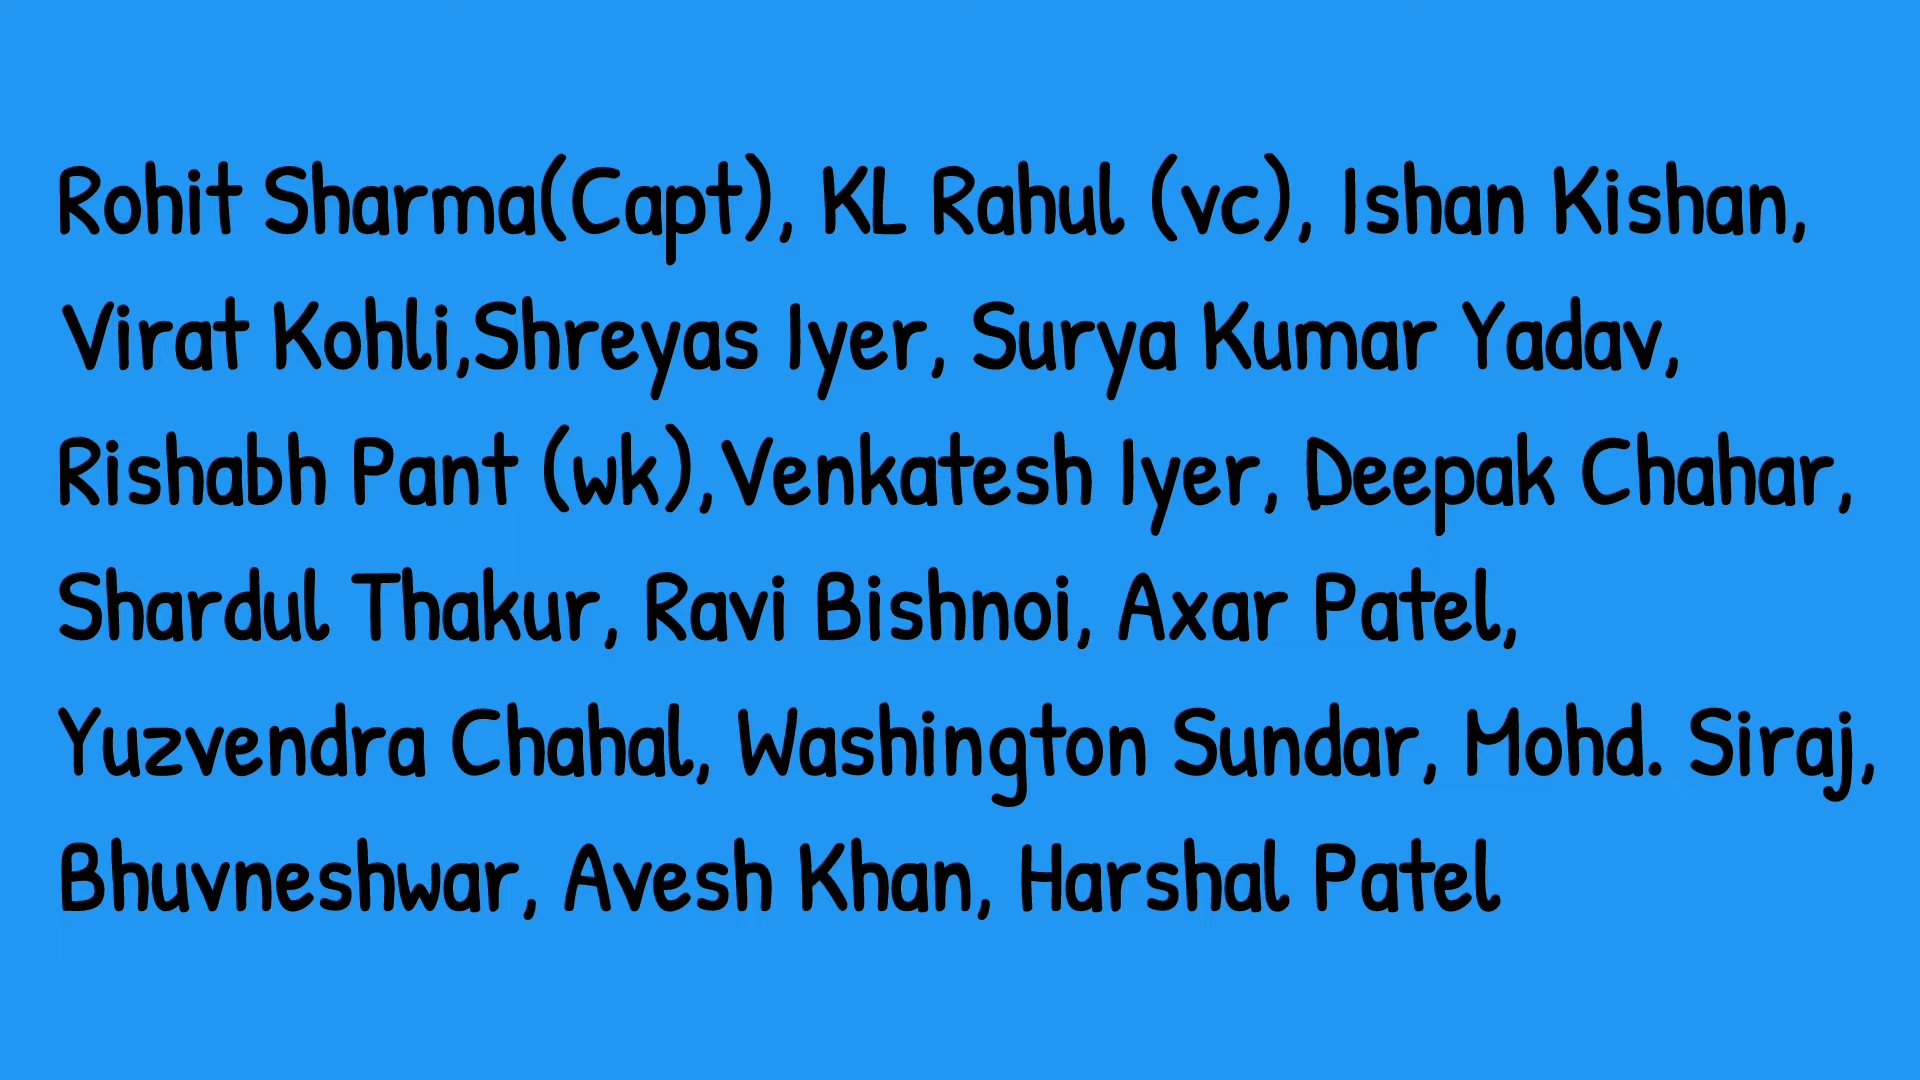 Rohit Sharma(Capt), KL Rahul (vc), Ishan Kishan,
Virat Kohli,Shreyas Iyer, Surya Kumar Yadav,
Rishabh Pant (wk),Venkatesh Iyer, Deepak Chahar,
Shardul Thakur, Ravi Bishnoi, Axar Patel,
Yuzvendra Chahal, Washington Sundar, Mohd. Siraj,
Bhuvneshwar, Avesh Khan, Harshal Patel